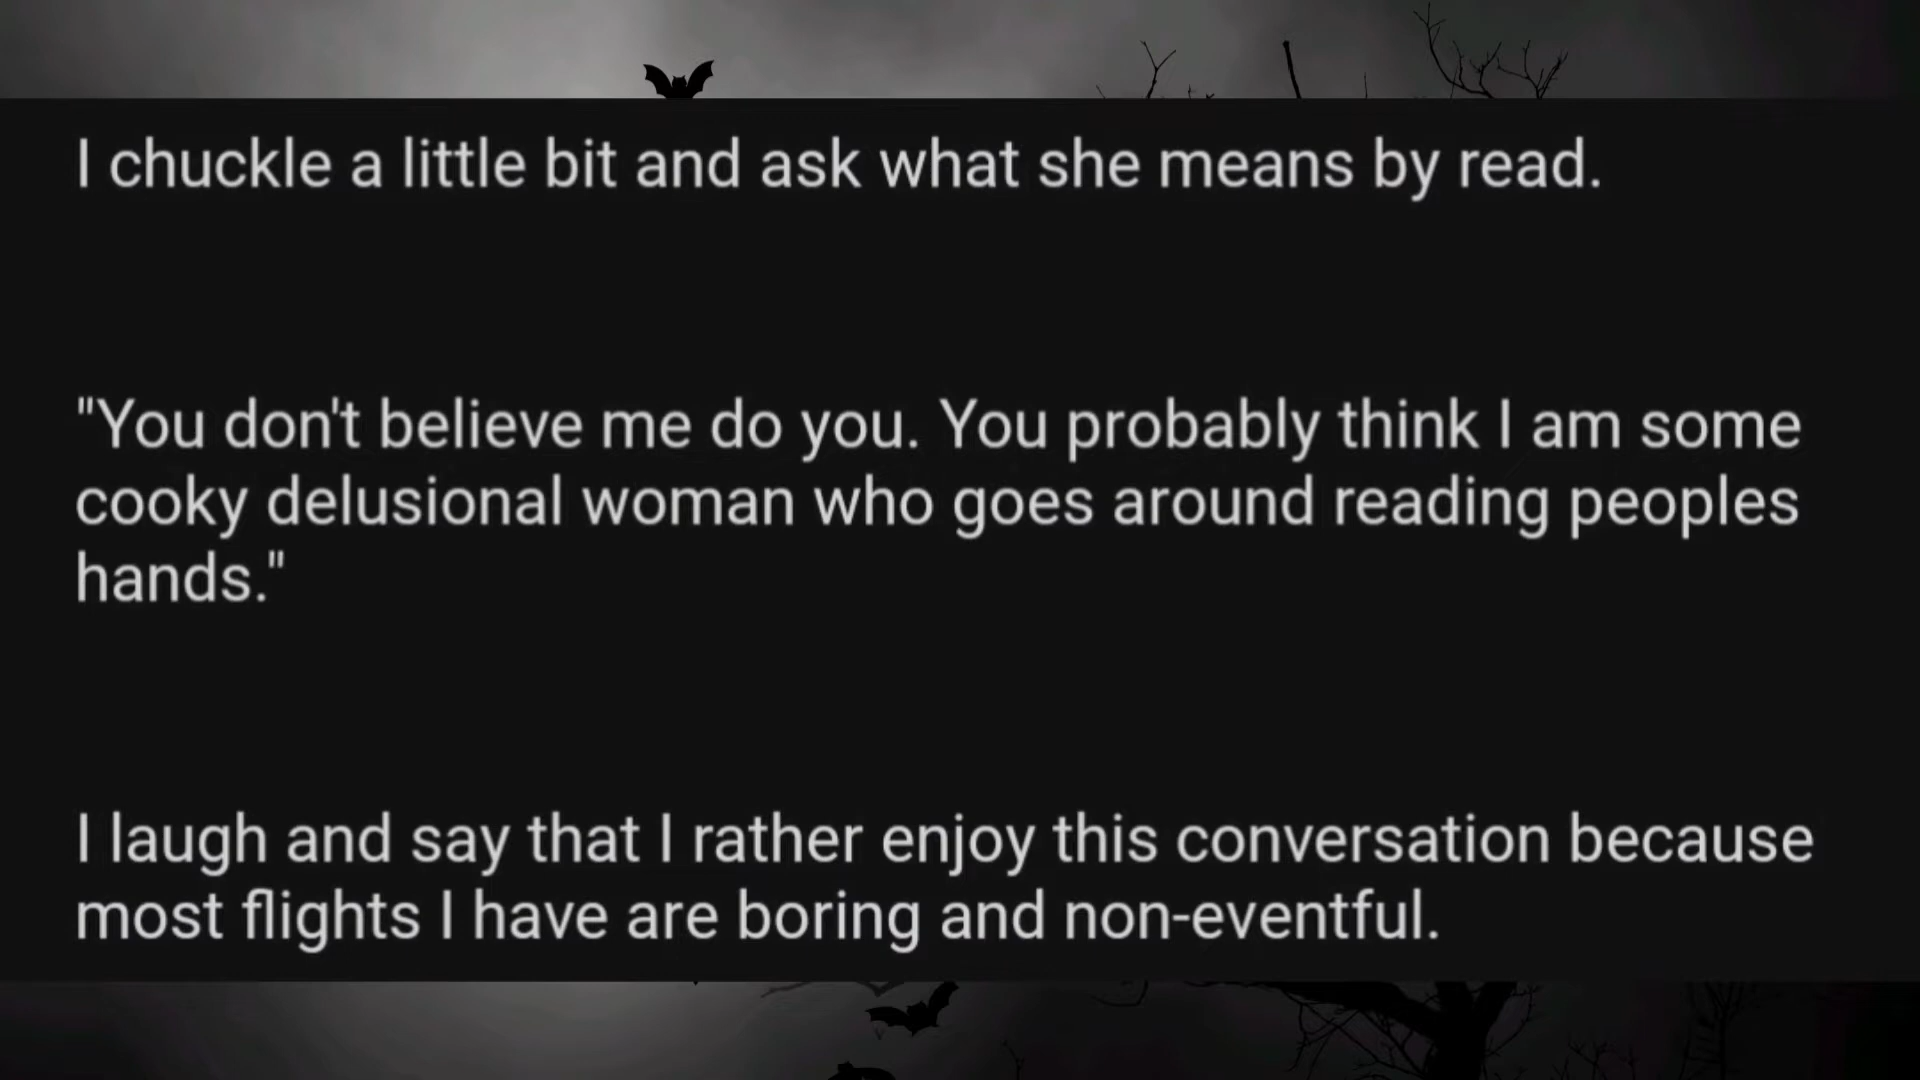 I chuckle a little bit and ask what she means by read.
"You don't believe me do you. You probably think I am some
cooky delusional woman who goes around reading peoples
hands."
I laugh and say that I rather enjoy this conversation because
most flights I have are boring and non-eventful.